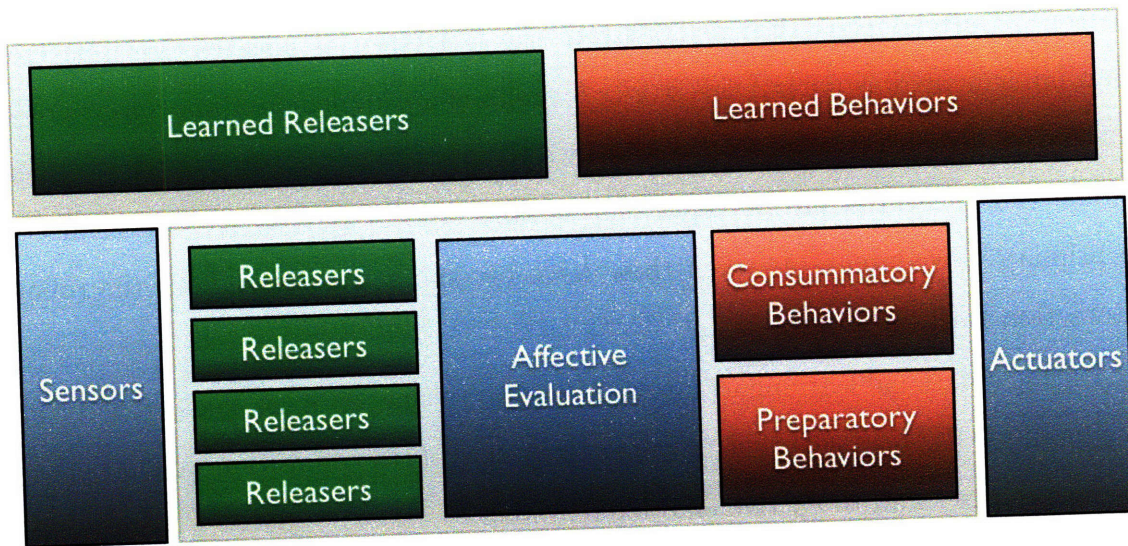 Learned Releasers
Learned Behaviors
Sensors
Releasers
Releasers
Releasers
Releasers
Affective
Evaluation
Consummatory
Behaviors
Preparatory
Behaviors
Actuators